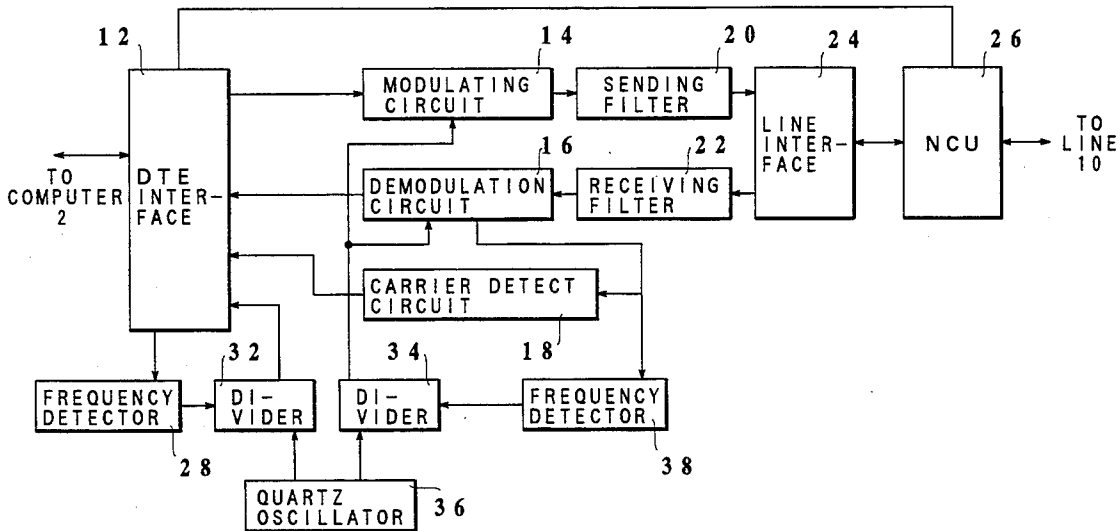 12
14
20
24
26
MODULATING
CIRCUIT
SENDING
FILTER
LINE
INTER-
FACE
NCU
TO
LINE
10
TO
COMPUTER
2
DTE
INTER-
FACE
16
22
DEMODULATION
CIRCUIT
RECEIVING
FILTER
CARRIER DETECT
CIRCUIT
18
32
34
FREQUENCY
DETECTOR
DI-
VIDER
DI-
VIDER
FREQUENCY
DETECTOR
28
38
QUARTZ
OSCILLATOR
36